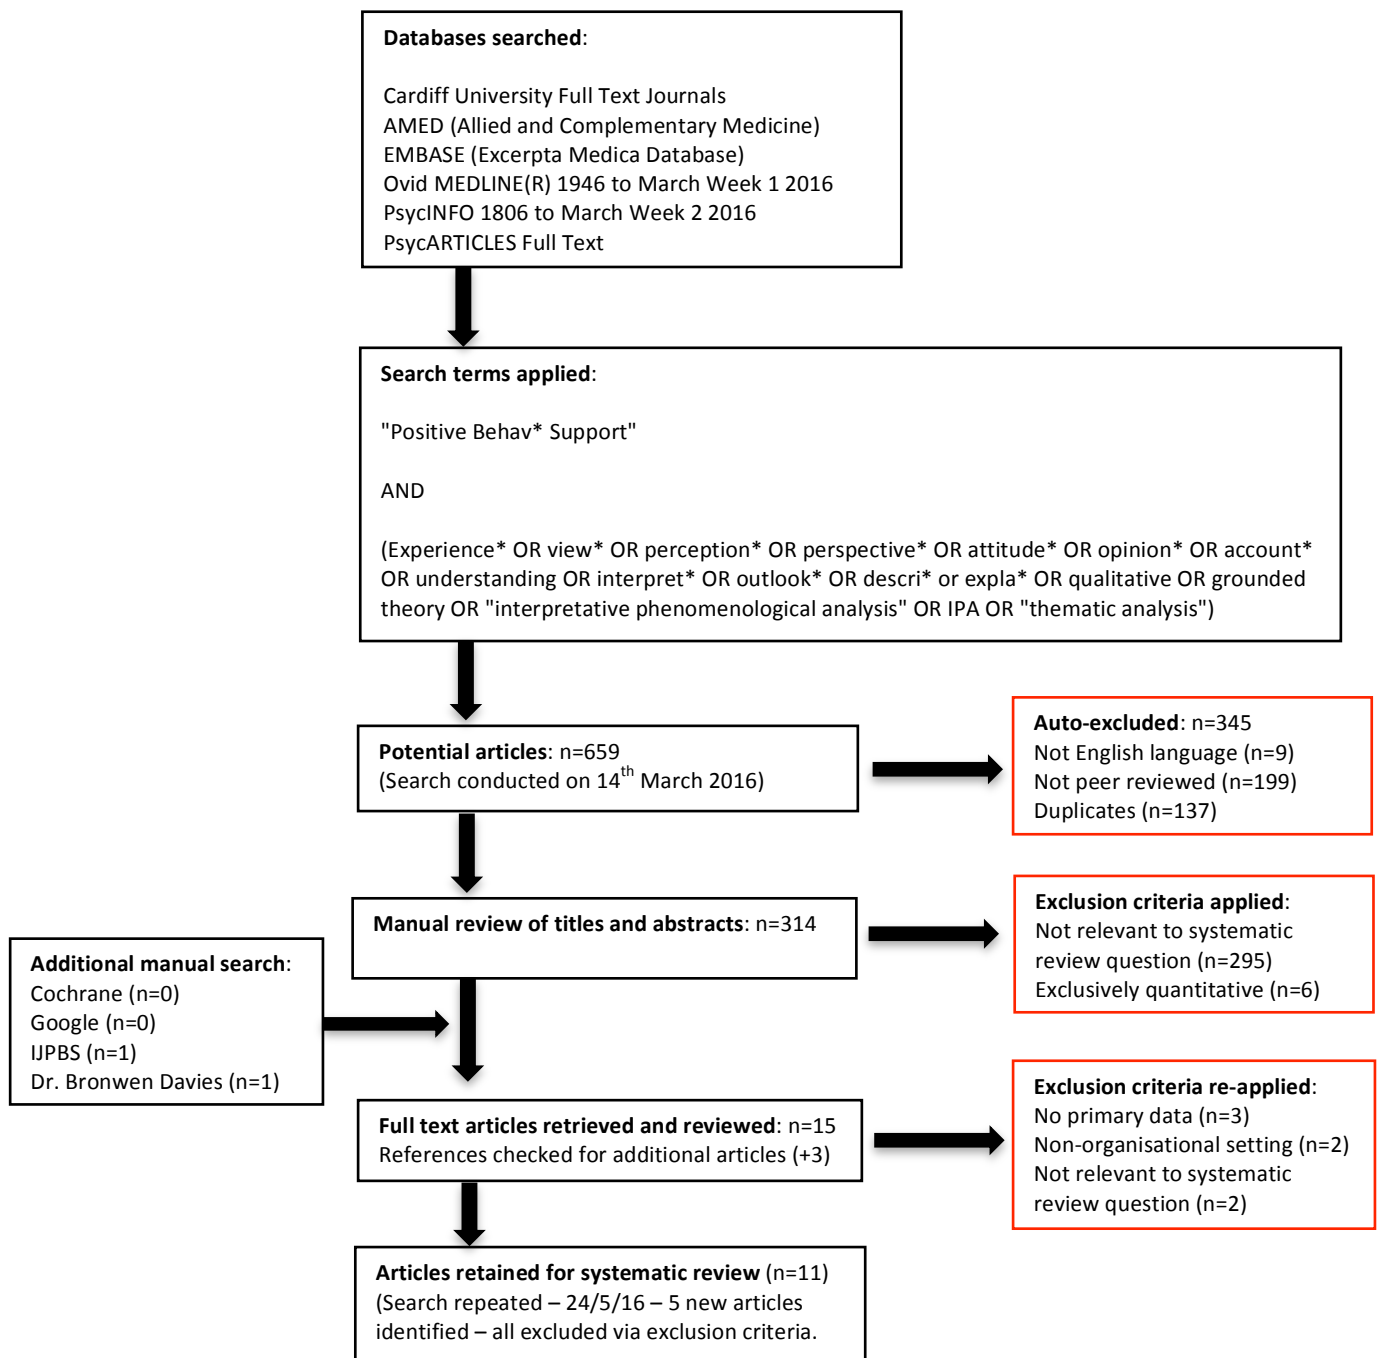 Databases searched:
Cardiff University Full Text Journals
AMED (Allied and Complementary Medicine)
EMBASE (Excerpta Medica Database)
Ovid MEDLINE(R) 1946 to March Week 1 2016
PsycINFO 1806 to March Week 2 2016
PsycARTICLES Full Text
Search terms applied:
"Positive Behav* Support"
AND
(Experience* OR view* OR perception* OR perspective* OR attitude* OR opinion* OR account*
OR understanding OR interpret* OR outlook* OR descri* or expla* OR qualitative OR grounded
theory OR "interpretative phenomenological analysis" OR IPA OR "thematic analysis")
Potential articles: n=659
(Search conducted on 14th March 2016)
Auto-excluded: n=345
Not English language (n=9)
Not peer reviewed (n=199)
Duplicates (n=137)
Manual review of titles and abstracts: n=314
Exclusion criteria applied:
Not relevant to systematic
review question (n=295)
Exclusively quantitative (n=6)
Additional manual search:
Cochrane (n=0)
Google (n=0)
IJPBS (n=1)
Dr. Bronwen Davies (n=1)
Full text articles retrieved and reviewed: n=15
References checked for additional articles (+3)
Exclusion criteria re-applied:
No primary data (n=3)
Non-organisational setting (n=2)
Not relevant to systematic
review question (n=2)
Articles retained for systematic review (n=11)
(Search repeated – 24/5/16 – 5 new articles
identified – all excluded via exclusion criteria.